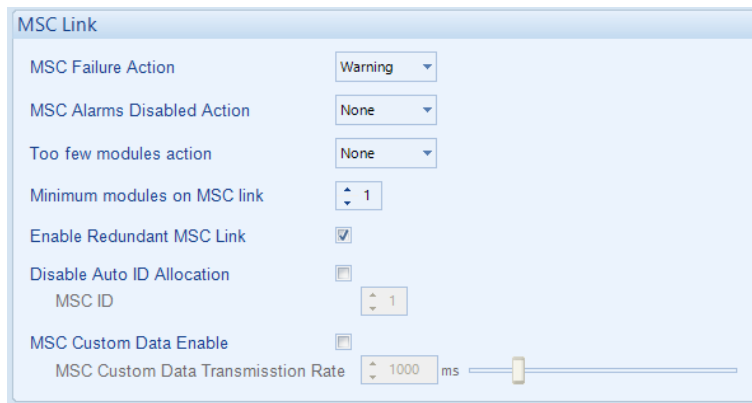 MSC Link
MSC Failure Action Warning
MSC Alarms Disabled Action None
Too few modules action None
Minimum modules on MSC link 1
Enable Redundant MSC Link
Disable Auto ID Allocation
MSC ID 1
MSC Custom Data Enable
MSC Custom Data Transmisstion Rate 1000 ms